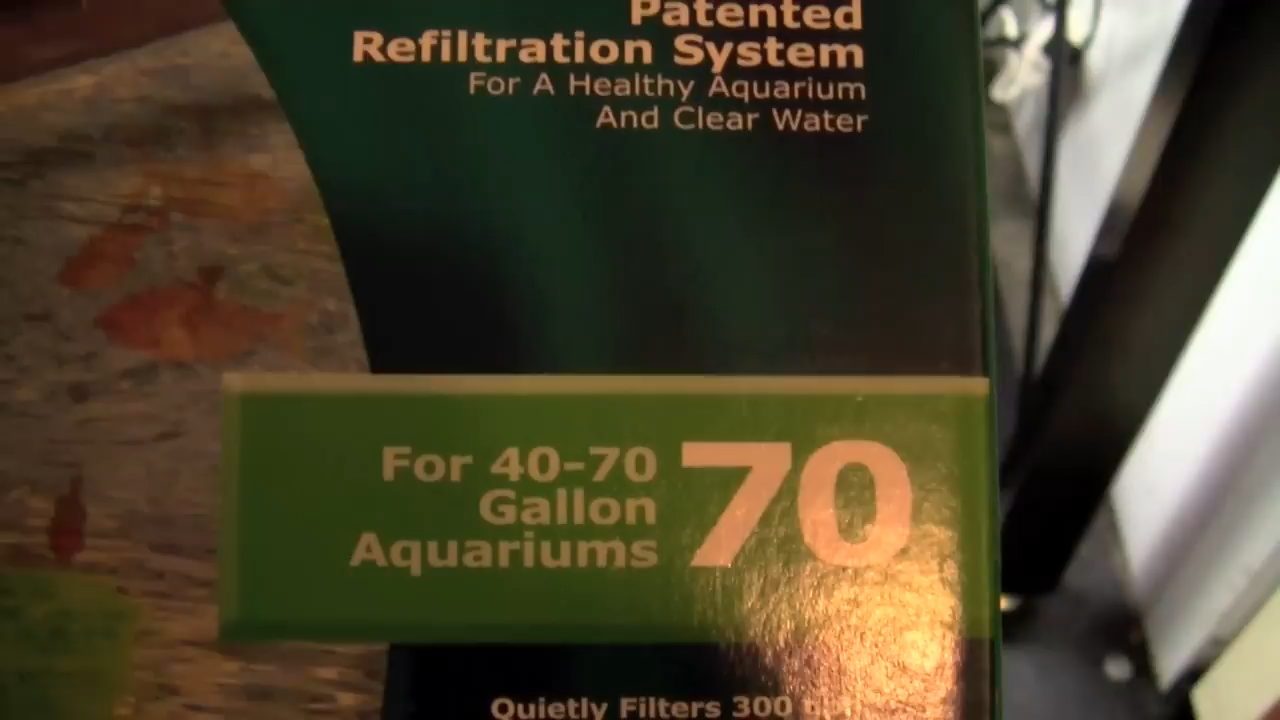 Patented
Refiltration System
For A Healthy Aquarium
And Clear Water
For 40-70
Gallon
Aquariums
70
Quietly Filters 300